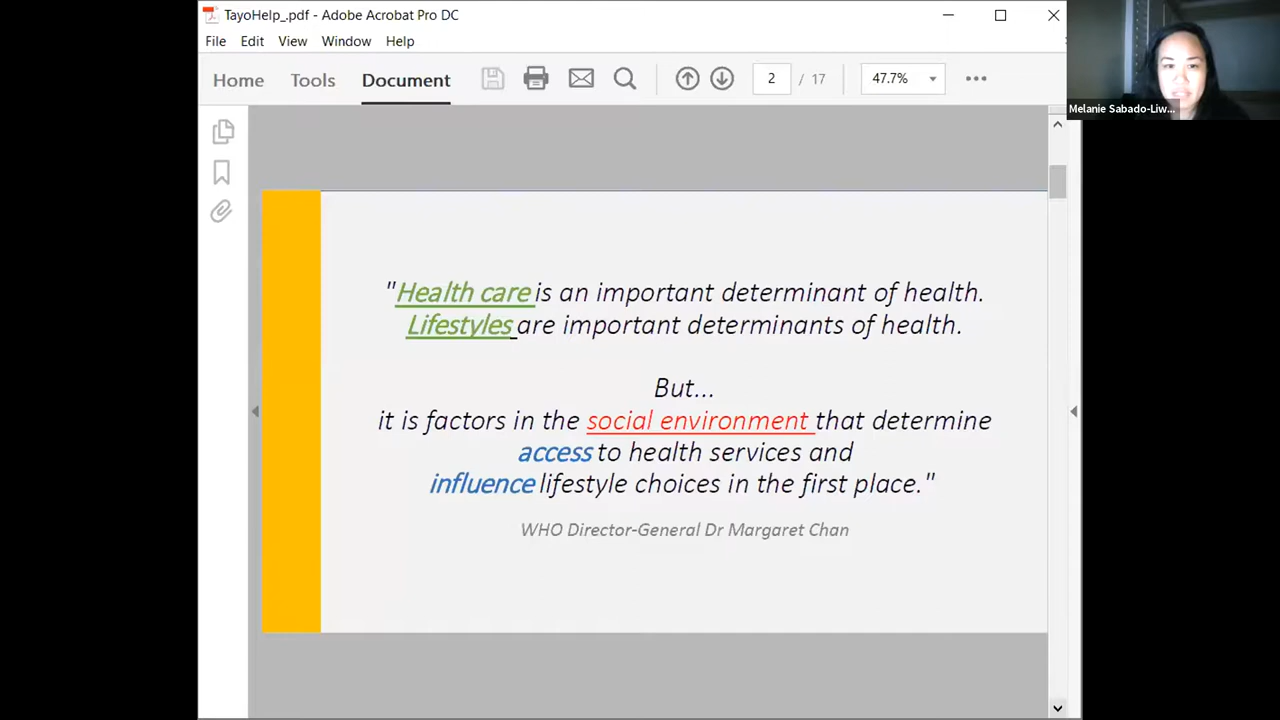 TayoHelp_.pdf - Adobe Acrobat Pro DC
File Edit View Window Help
Home Tools Document 2 / 17 47.7%
Melanie Sabado-Liw...
"Health care is an important determinant of health.
Lifestyles are important determinants of health.
But...
it is factors in the social environment that determine
access to health services and
influence lifestyle choices in the first place."
WHO Director-General Dr Margaret Chan